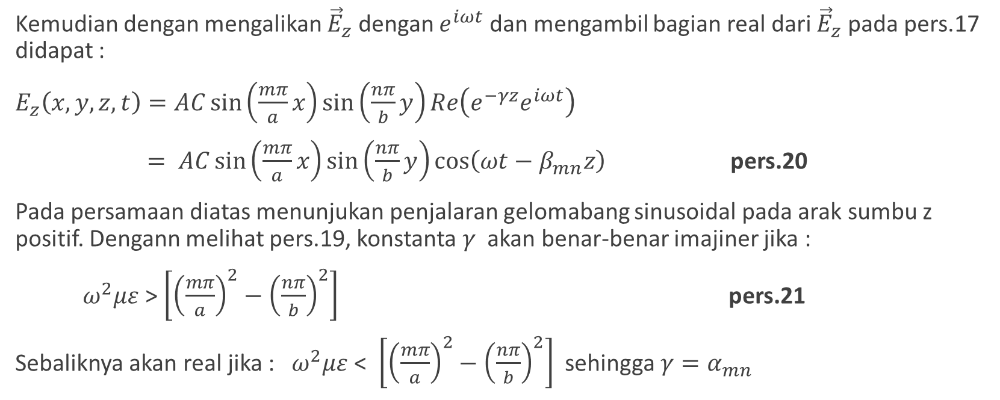 Kemudian dengan mengalikan $\vec{E}_z$ dengan $e^{i\omega t}$ dan mengambil bagian real dari $\vec{E}_z$ pada pers.17
didapat :
$E_z(x, y, z, t) = AC \sin\left(\frac{m\pi}{a}x\right) \sin\left(\frac{n\pi}{b}y\right) Re\left(e^{-\gamma z}e^{i\omega t}\right)$
$= AC \sin\left(\frac{m\pi}{a}x\right) \sin\left(\frac{n\pi}{b}y\right) \cos(\omega t - \beta_{mn}z)$ pers.20
Pada persamaan diatas menunjukan penjalaran gelomabang sinusoidal pada arak sumbu z
positif. Dengann melihat pers.19, konstanta $\gamma$ akan benar-benar imajiner jika :
$\omega^2\mu\varepsilon > \left[\left(\frac{m\pi}{a}\right)^2 - \left(\frac{n\pi}{b}\right)^2\right]$ pers.21
Sebaliknya akan real jika : $\omega^2\mu\varepsilon < \left[\left(\frac{m\pi}{a}\right)^2 - \left(\frac{n\pi}{b}\right)^2\right]$ sehingga $\gamma = \alpha_{mn}$